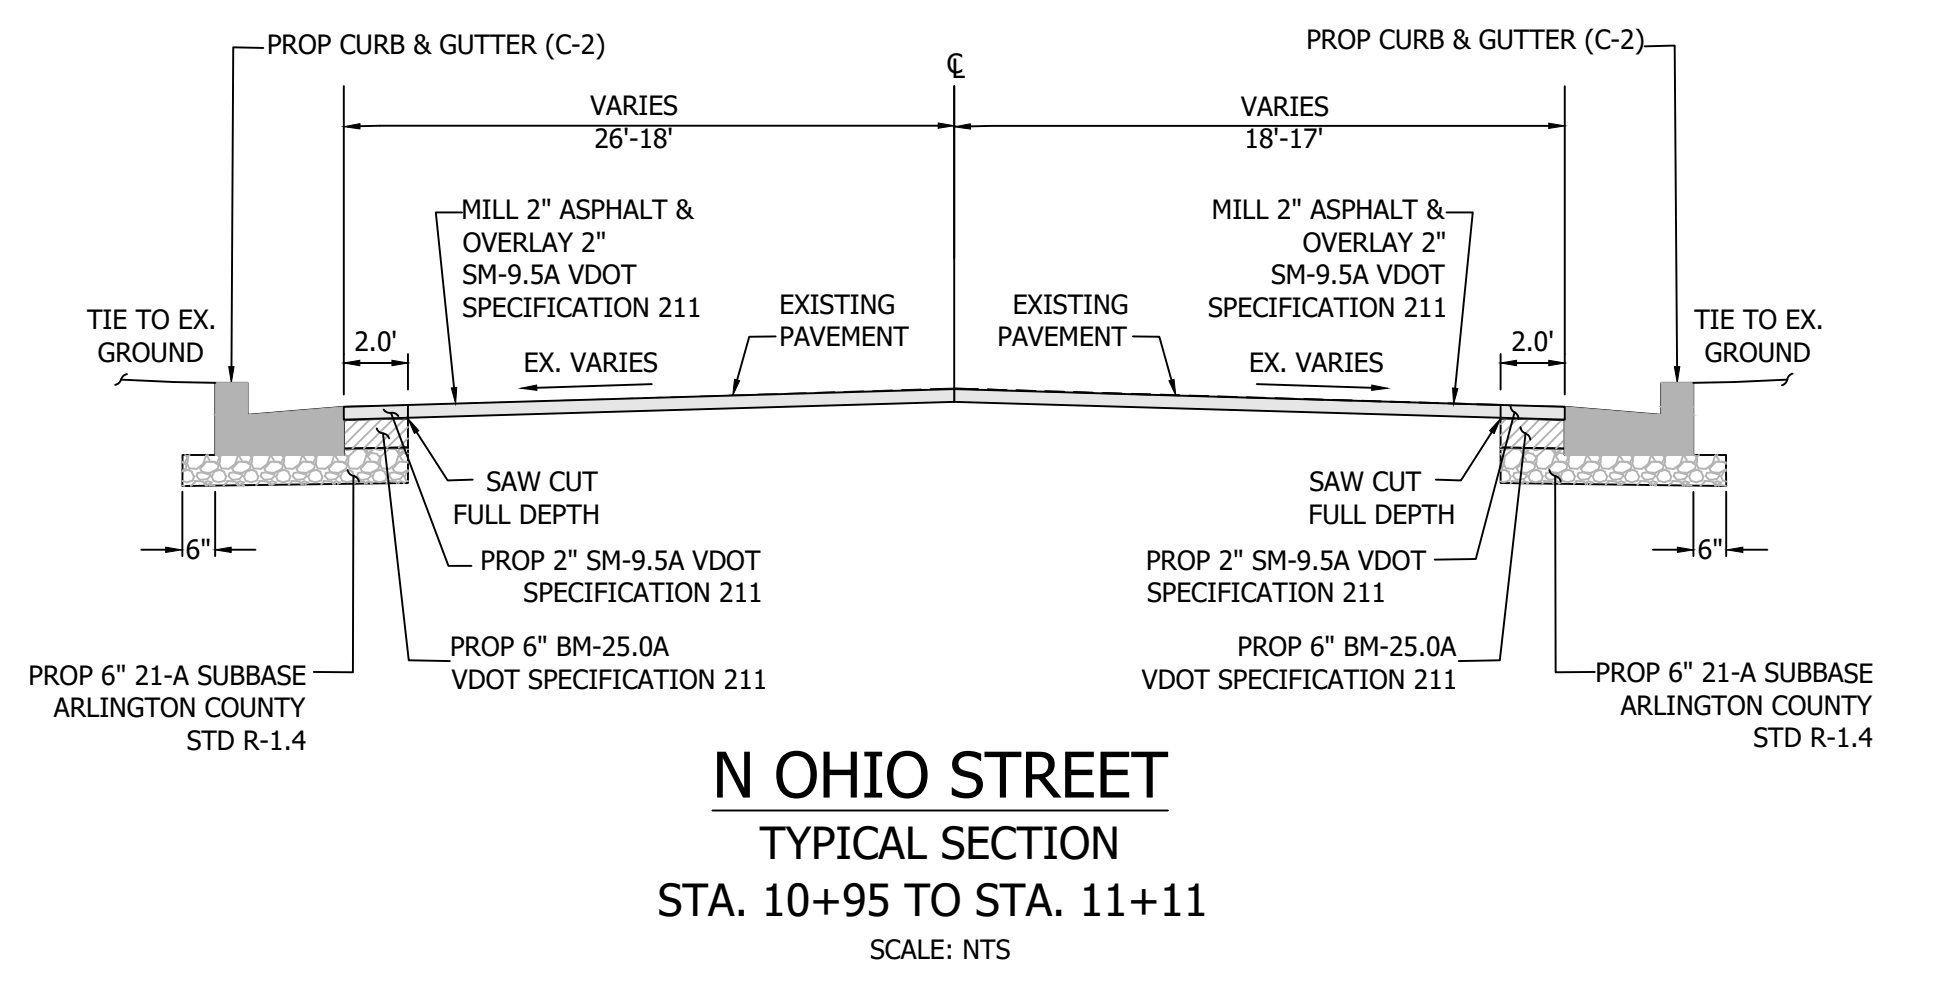 PROP CURB & GUTTER (C-2)
PROP CURB & GUTTER (C-2)
℄
VARIES
26'-18'
VARIES
18'-17'
MILL 2" ASPHALT &
OVERLAY 2"
SM-9.5A VDOT
SPECIFICATION 211
MILL 2" ASPHALT &
OVERLAY 2"
SM-9.5A VDOT
SPECIFICATION 211
EXISTING
PAVEMENT
EXISTING
PAVEMENT
TIE TO EX.
GROUND
2.0'
EX. VARIES
EX. VARIES
2.0'
TIE TO EX.
GROUND
SAW CUT
FULL DEPTH
SAW CUT
FULL DEPTH
6"
6"
PROP 2" SM-9.5A VDOT
SPECIFICATION 211
PROP 2" SM-9.5A VDOT
SPECIFICATION 211
PROP 6" BM-25.0A
VDOT SPECIFICATION 211
PROP 6" BM-25.0A
VDOT SPECIFICATION 211
PROP 6" 21-A SUBBASE
ARLINGTON COUNTY
STD R-1.4
PROP 6" 21-A SUBBASE
ARLINGTON COUNTY
STD R-1.4
N OHIO STREET
TYPICAL SECTION
STA. 10+95 TO STA. 11+11
SCALE: NTS